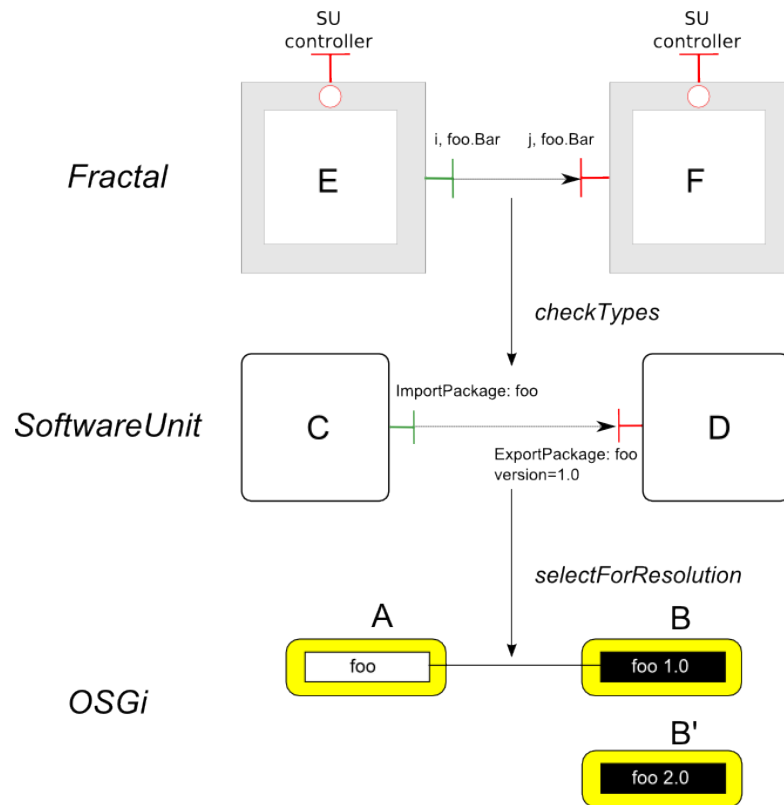 SU
controller
SU
controller
i, foo.Bar
j, foo.Bar
Fractal
E
F
checkTypes
ImportPackage: foo
SoftwareUnit
C
D
ExportPackage: foo
version=1.0
selectForResolution
A
B
foo
foo 1.0
OSGi
B'
foo 2.0